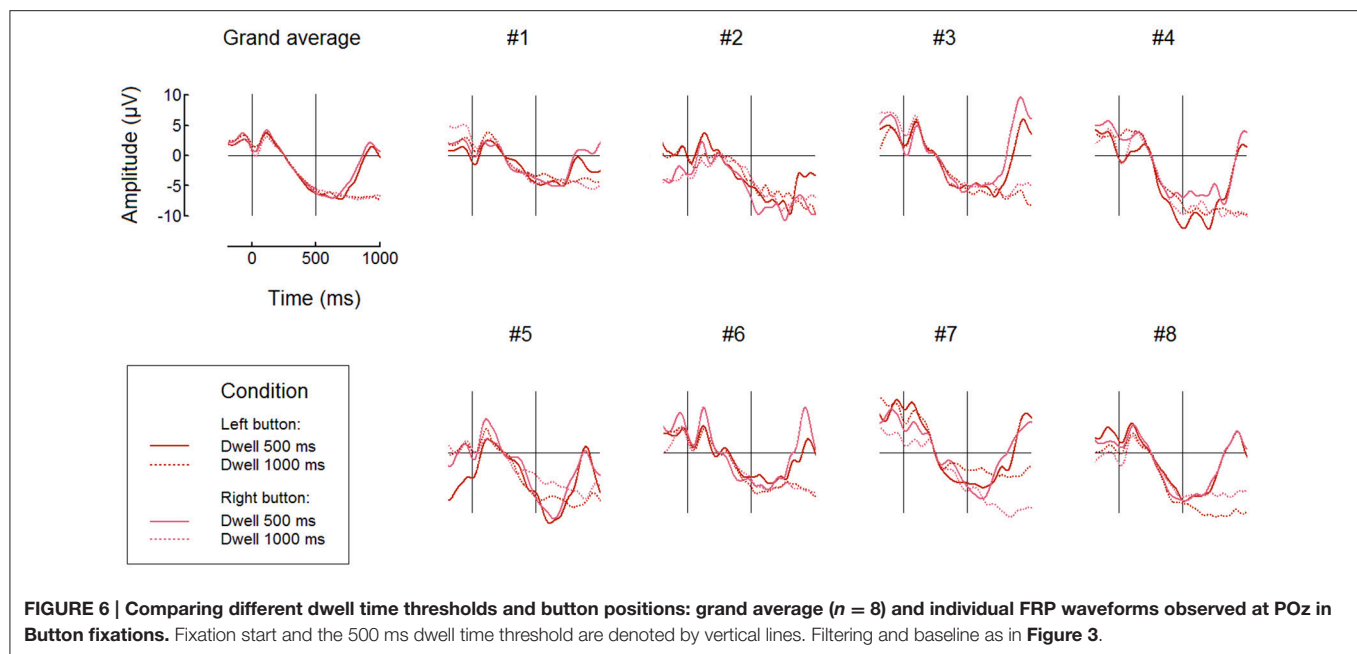 Grand average
#1
#2
#3
#4
Amplitude (µV)
10
5
0
-5
-10
0
500
1000
Time (ms)
#5
#6
#7
#8
Condition
Left button:
Dwell 500 ms
Dwell 1000 ms
Right button:
Dwell 500 ms
Dwell 1000 ms
FIGURE 6 | Comparing different dwell time thresholds and button positions: grand average (n = 8) and individual FRP waveforms observed at POz in
Button fixations. Fixation start and the 500 ms dwell time threshold are denoted by vertical lines. Filtering and baseline as in Figure 3.